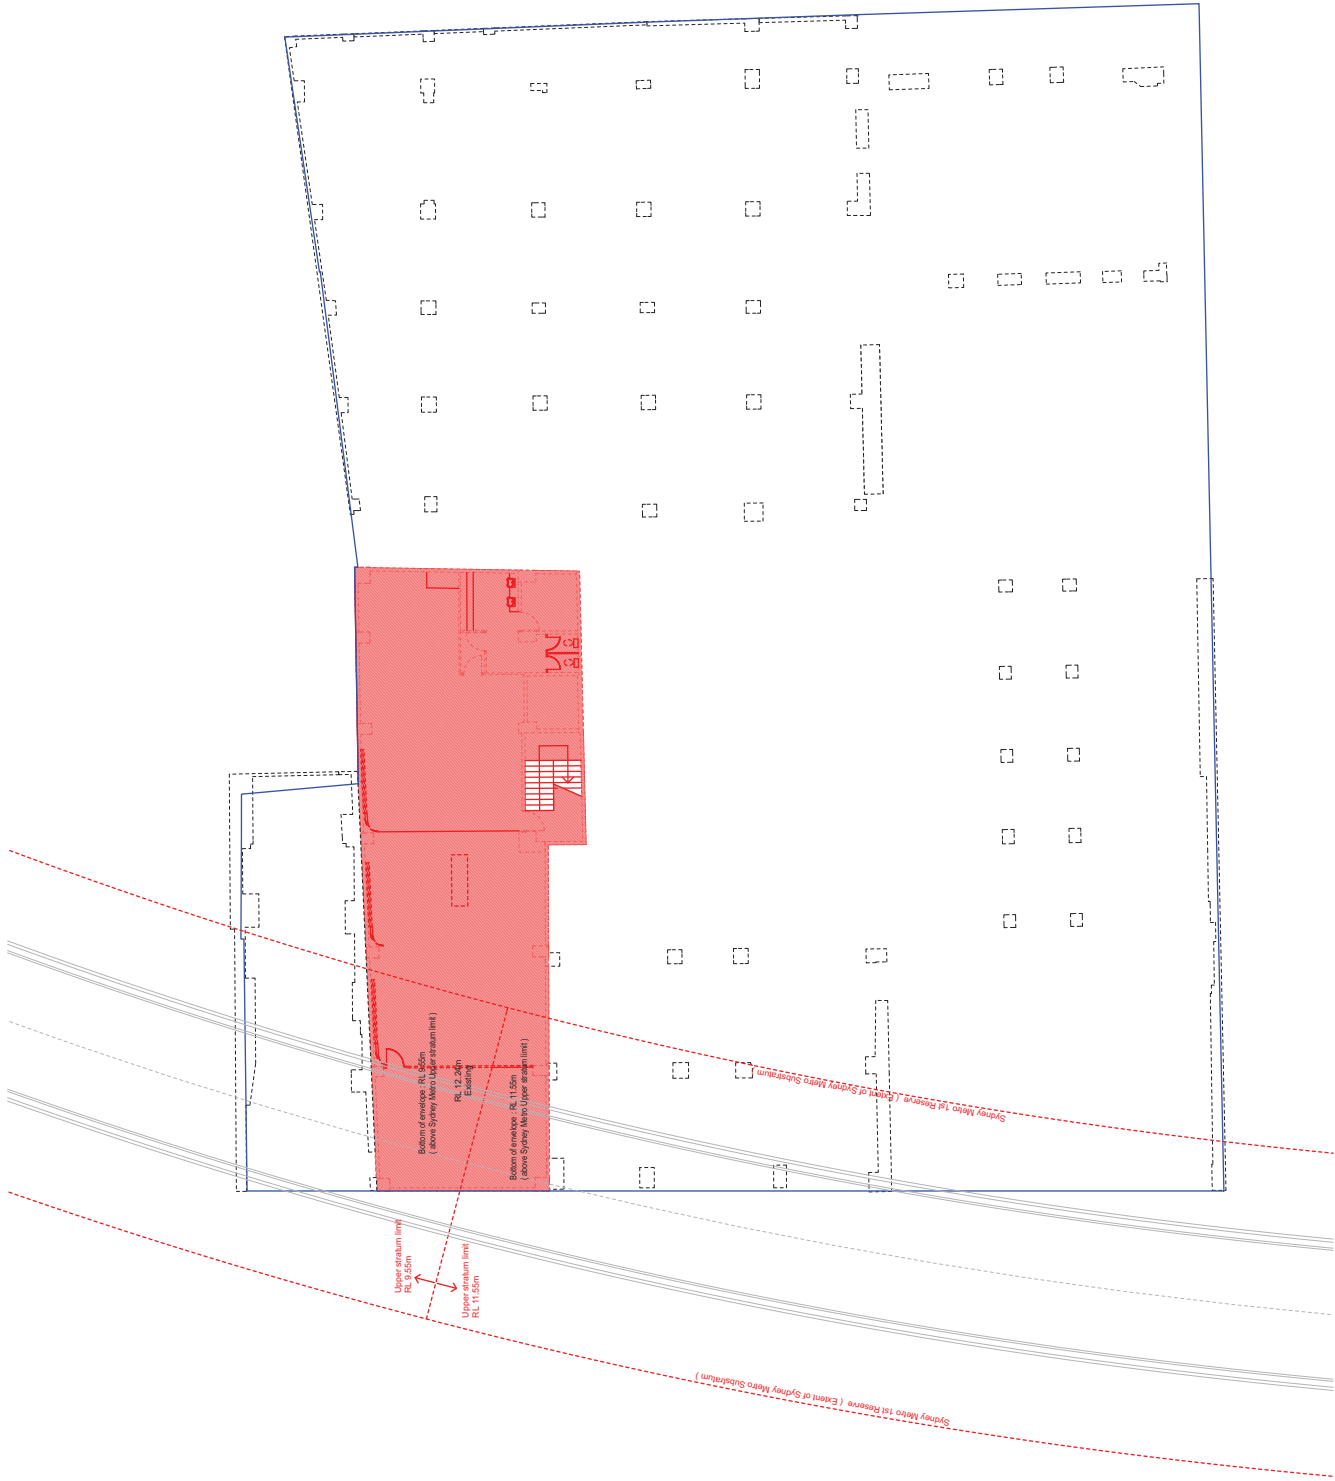 Bottom of envelope : RL 9.55m
( above Sydney Metro Upper stratum limit )
RL 12.240m
Existing
Bottom of envelope : RL 11.55m
( above Sydney Metro Upper stratum limit )
Sydney Metro 1st Reserve ( Extent of Sydney Metro Substratum
Upper stratum limit
RL 9.55m
Upper stratum limit
RL 11.55m
Sydney Metro 1st Reserve ( Extent of Sydney Metro Substratum )